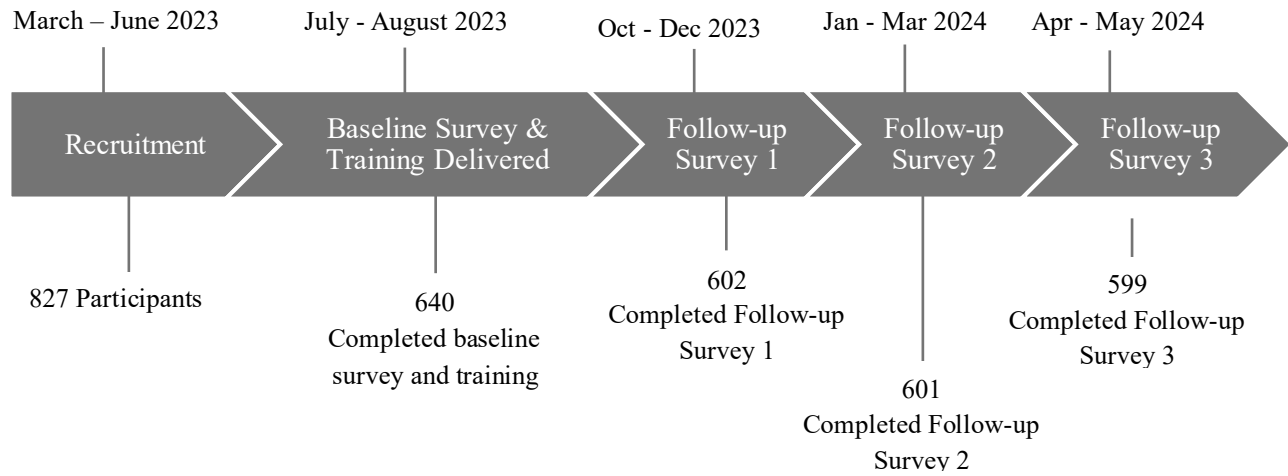 March – June 2023
July - August 2023
Oct - Dec 2023
Jan - Mar 2024
Apr - May 2024
Recruitment
Baseline Survey &
Training Delivered
Follow-up
Survey 1
Follow-up
Survey 2
Follow-up
Survey 3
827 Participants
640
Completed baseline
survey and training
602
Completed Follow-up
Survey 1
601
Completed Follow-up
Survey 2
599
Completed Follow-up
Survey 3